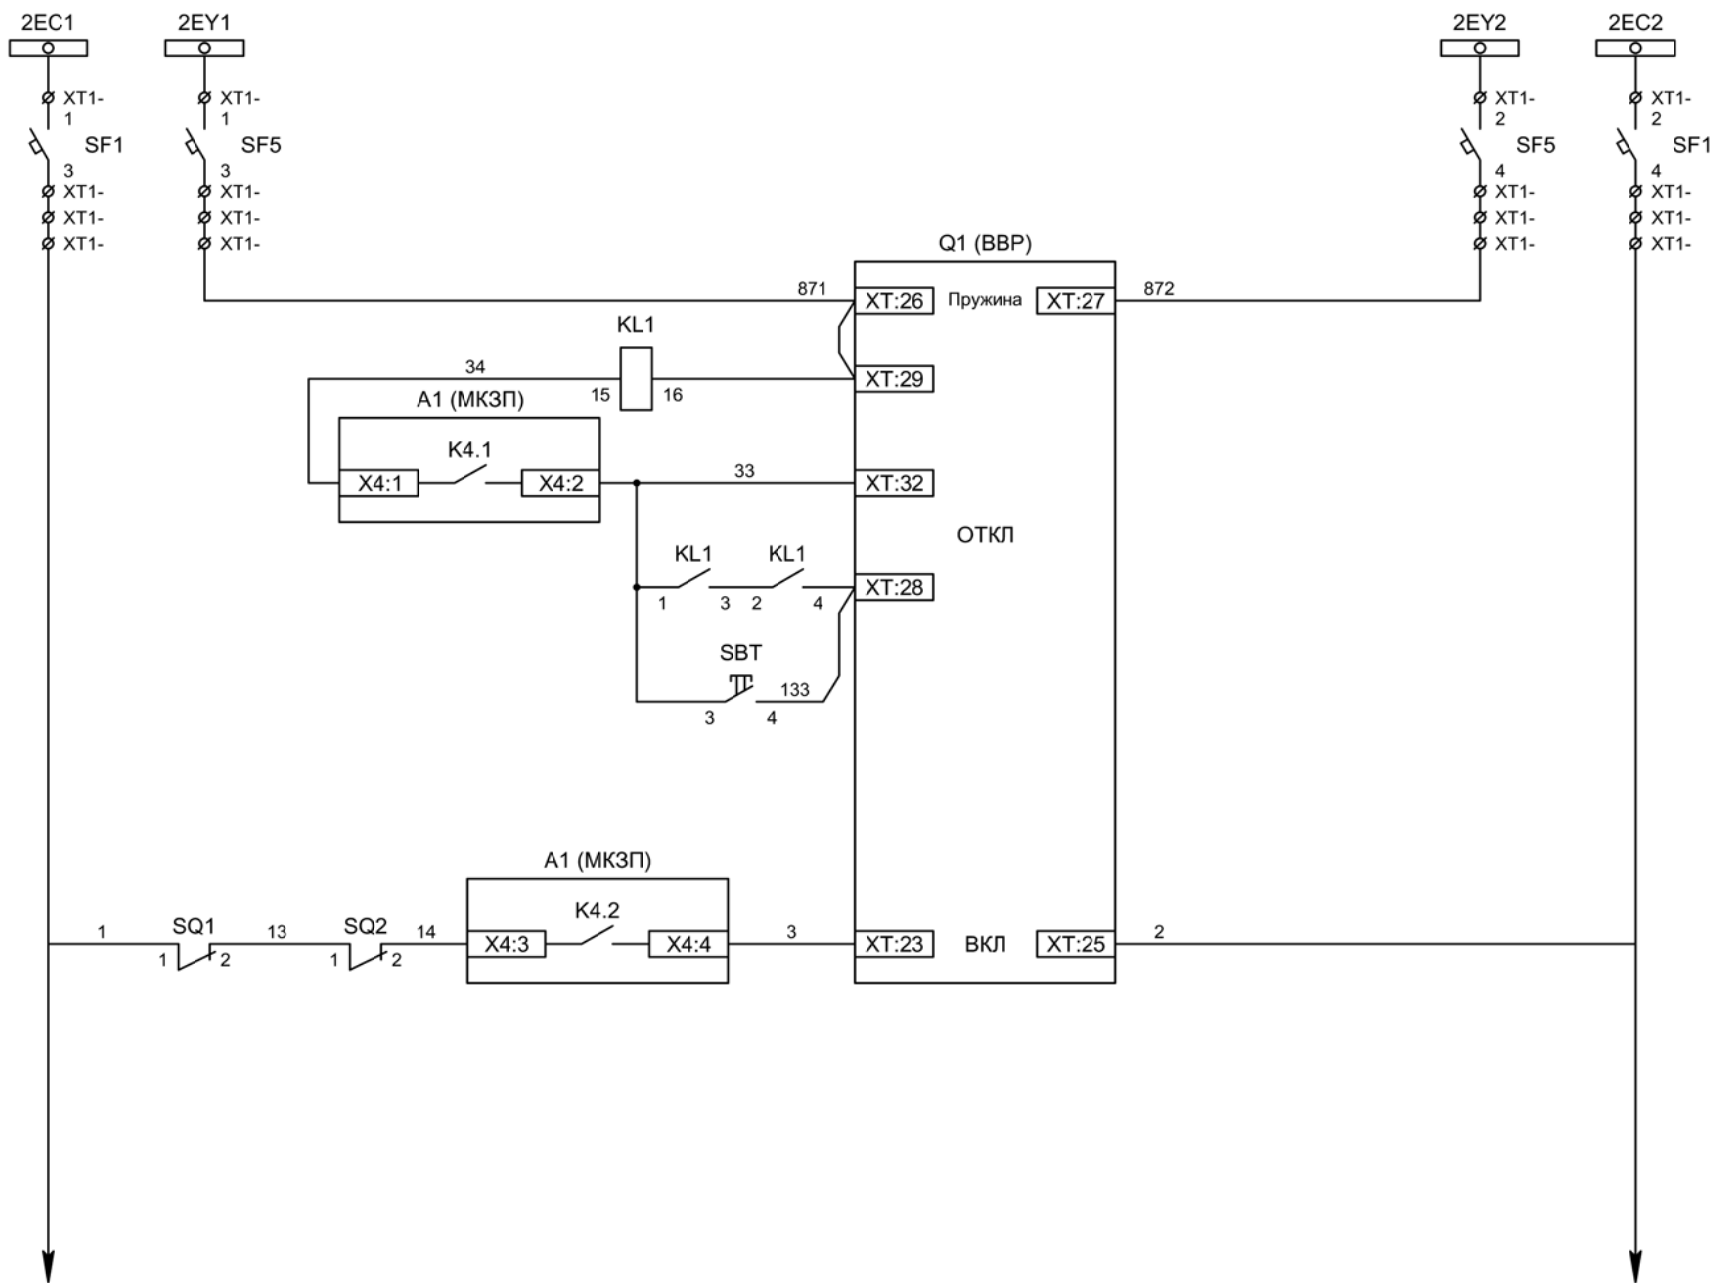 2EC1 2EY1 2EY2 2EC2
XT1- XT1- XT1- XT1-
1 1 2 2
SF1 SF5 SF5 SF1
3 3 4 4
XT1- XT1- XT1- XT1-
XT1- XT1- XT1- XT1-
XT1- XT1- XT1- XT1-
Q1 (ВВР)
871 872
XT:26 Пружина XT:27
KL1
34
XT:29
15 16
А1 (МКЗП)
K4.1
33
X4:1 X4:2 XT:32
ОТКЛ
KL1 KL1
XT:28
1 3 2 4
SBT
133
3 4
А1 (МКЗП)
K4.2
1 SQ1 13 SQ2 14 3 2
X4:3 X4:4 XT:23 ВКЛ XT:25
1 2 1 2